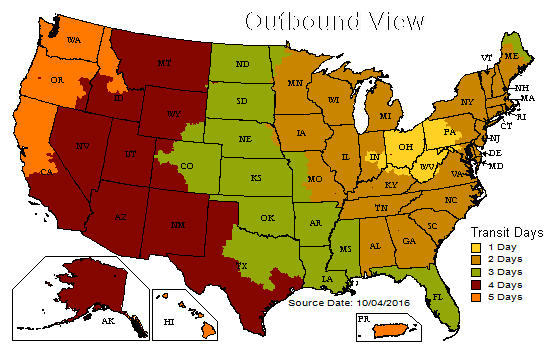 Outbound View
WA
OR
CA
ID
NV
MT
WY
UT
AZ
CO
NM
ND
SD
NE
KS
OK
TX
MN
IA
MO
AR
LA
WI
IL
MS
MI
IN
OH
KY
TN
AL
GA
FL
SC
NC
VA
WV
PA
NY
VT
ME
NH
MA
RI
CT
NJ
DE
MD
AK
HI
PR
Transit Days
1 Day
2 Days
3 Days
4 Days
5 Days
Source Date: 10/04/2016